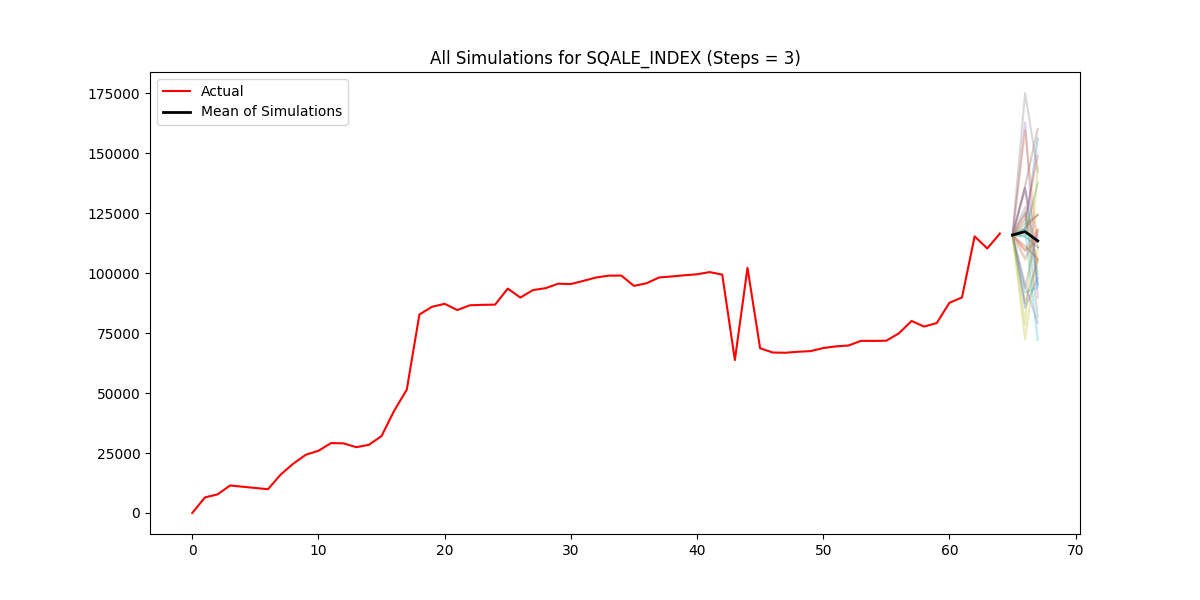 All Simulations for SQALE_INDEX (Steps = 3)
Actual
Mean of Simulations
175000
150000
125000
100000
75000
50000
25000
0
0 10 20 30 40 50 60 70